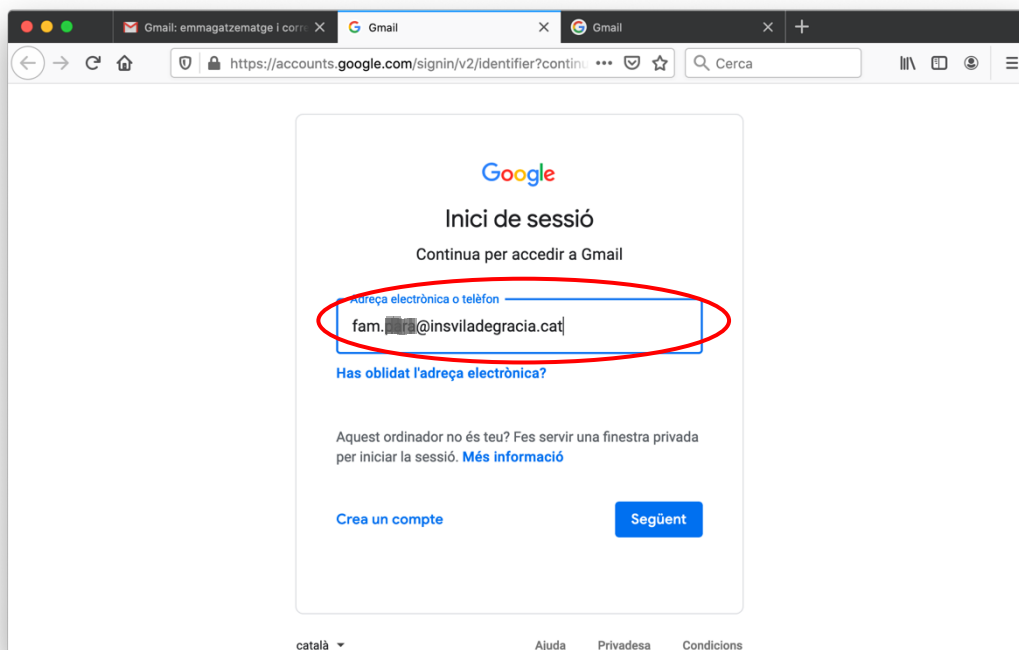 Gmail: emmagatzematge i corre
Gmail
Gmail
https://accounts.google.com/signin/v2/identifier?continu
Cerca
Google
Inici de sessió
Continua per accedir a Gmail
Adreça electrònica o telèfon
fam. @insviladegracia.cat
Has oblidat l'adreça electrònica?
Aquest ordinador no és teu? Fes servir una finestra privada
per iniciar la sessió. Més informació
Crea un compte
Següent
català
Ajuda
Privadesa
Condicions